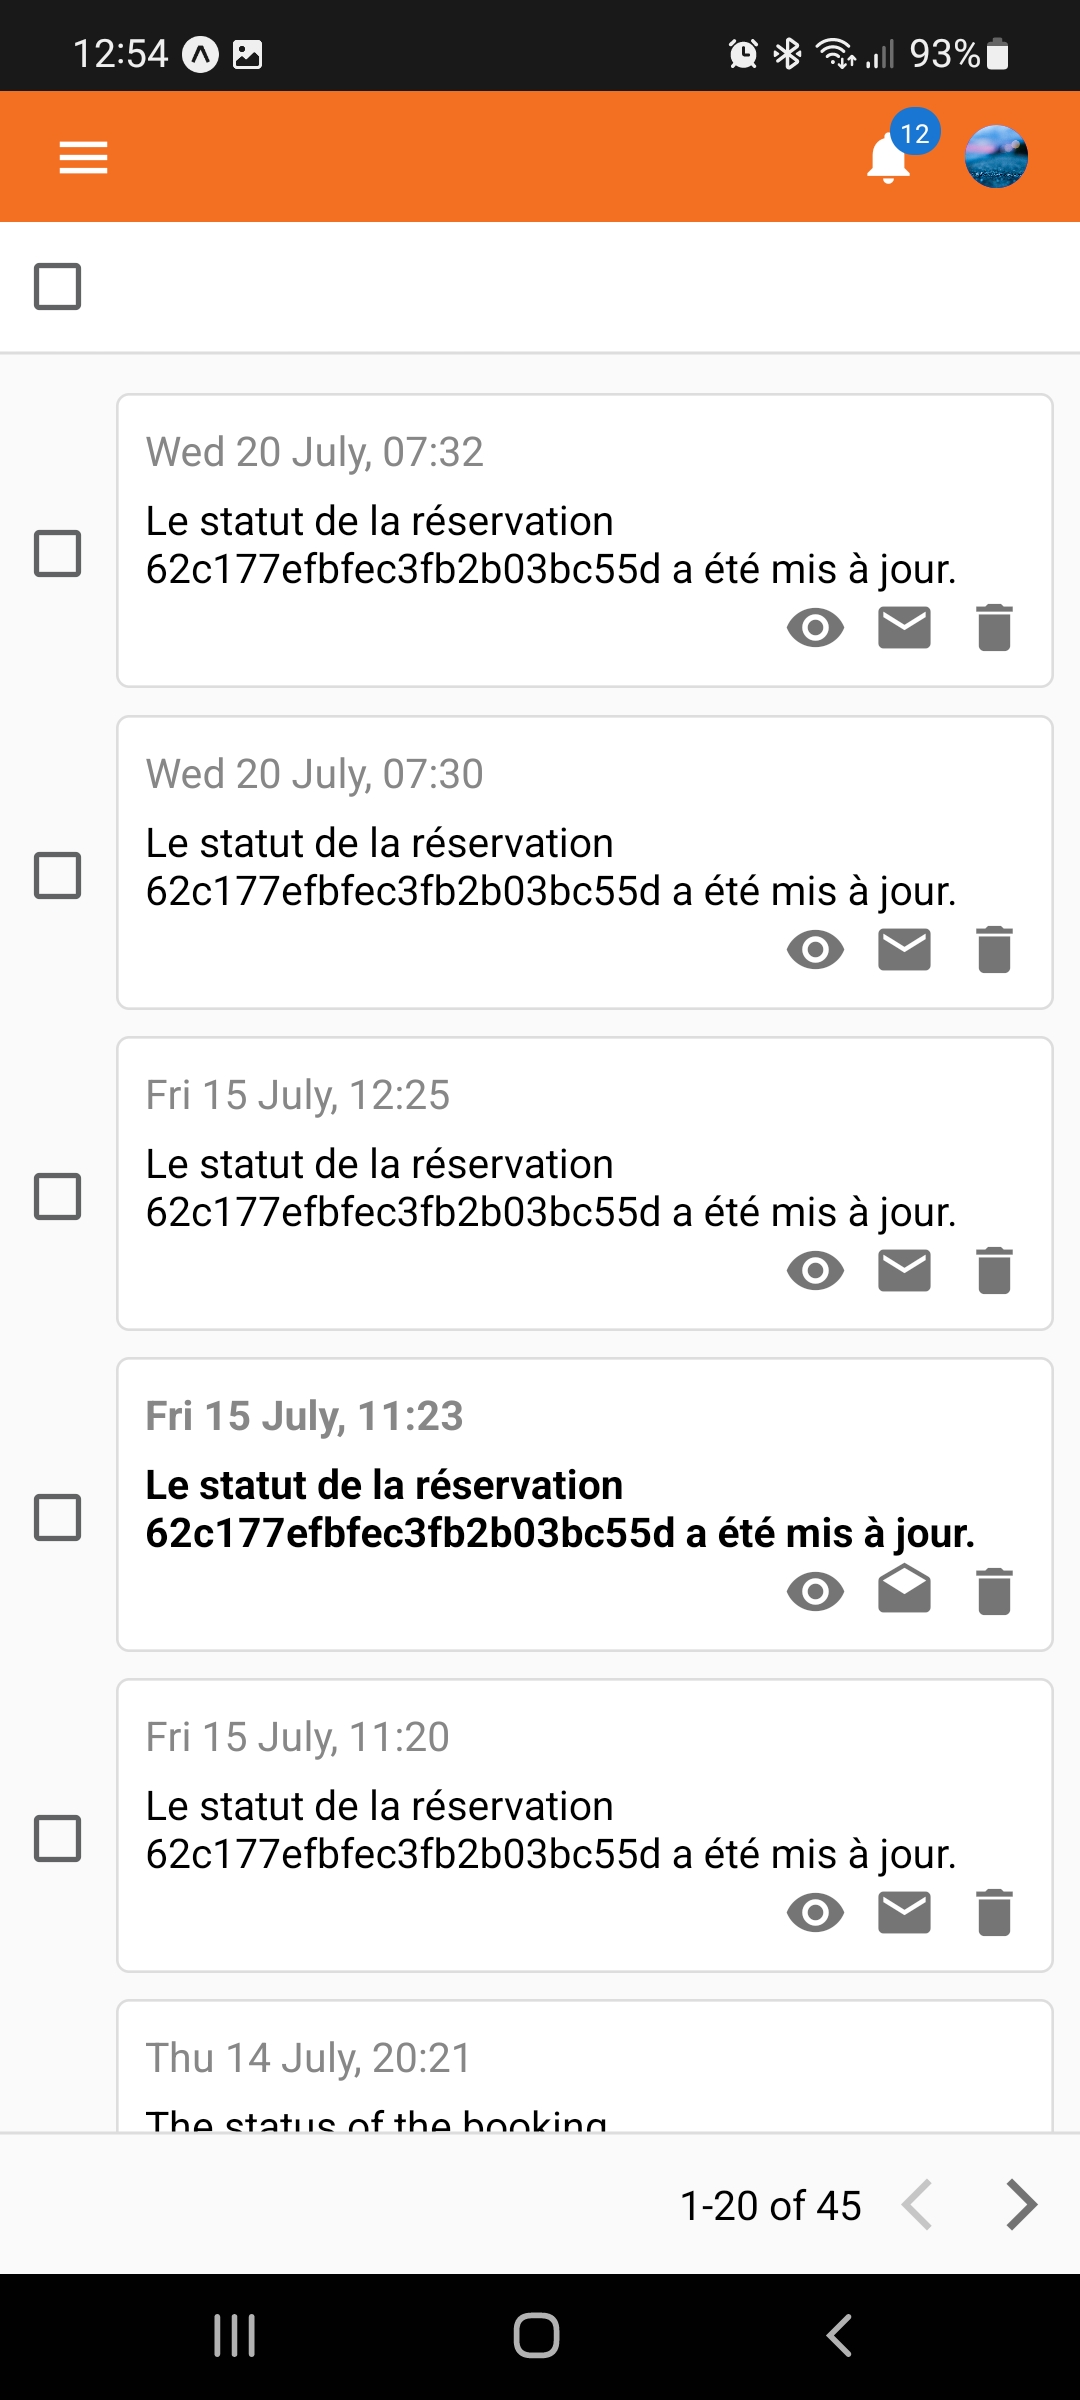 12:54 93%
12
Wed 20 July, 07:32
Le statut de la réservation
62c177efbfec3fb2b03bc55d a été mis à jour.
Wed 20 July, 07:30
Le statut de la réservation
62c177efbfec3fb2b03bc55d a été mis à jour.
Fri 15 July, 12:25
Le statut de la réservation
62c177efbfec3fb2b03bc55d a été mis à jour.
Fri 15 July, 11:23
Le statut de la réservation
62c177efbfec3fb2b03bc55d a été mis à jour.
Fri 15 July, 11:20
Le statut de la réservation
62c177efbfec3fb2b03bc55d a été mis à jour.
Thu 14 July, 20:21
The status of the booking
1-20 of 45